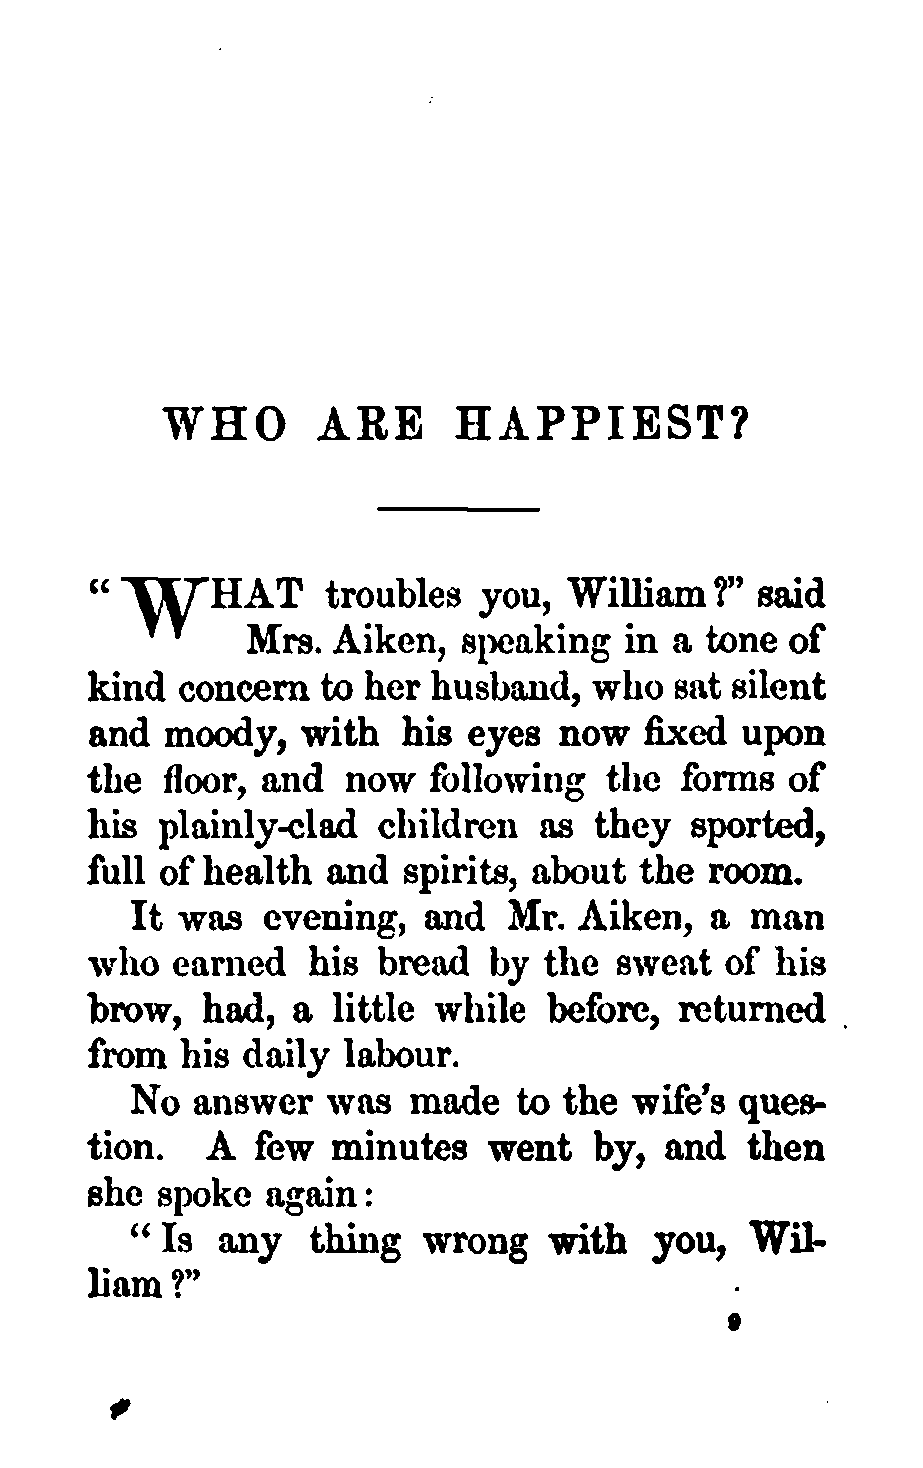 WHO ARE HAPPIEST?
“WHAT troubles you, William?” said
Mrs. Aiken, speaking in a tone of
kind concern to her husband, who sat silent
and moody, with his eyes now fixed upon
the floor, and now following the forms of
his plainly-clad children as they sported,
full of health and spirits, about the room.
It was evening, and Mr. Aiken, a man
who earned his bread by the sweat of his
brow, had, a little while before, returned
from his daily labour.
No answer was made to the wife’s ques-
tion. A few minutes went by, and then
she spoke again:
“Is any thing wrong with you, Wil-
liam?”
9